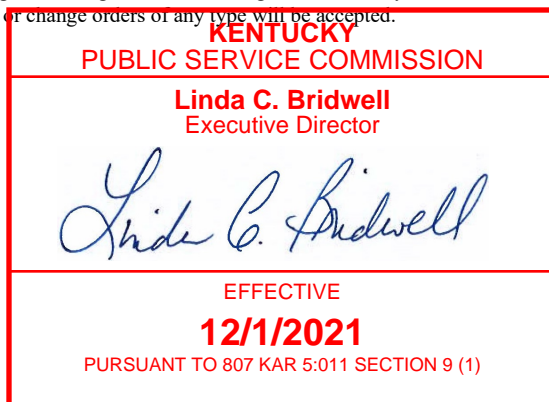 or change orders of any type will be accepted.
KENTUCKY
PUBLIC SERVICE COMMISSION
Linda C. Bridwell
Executive Director
Linda C. Bridwell
EFFECTIVE
12/1/2021
PURSUANT TO 807 KAR 5:011 SECTION 9 (1)